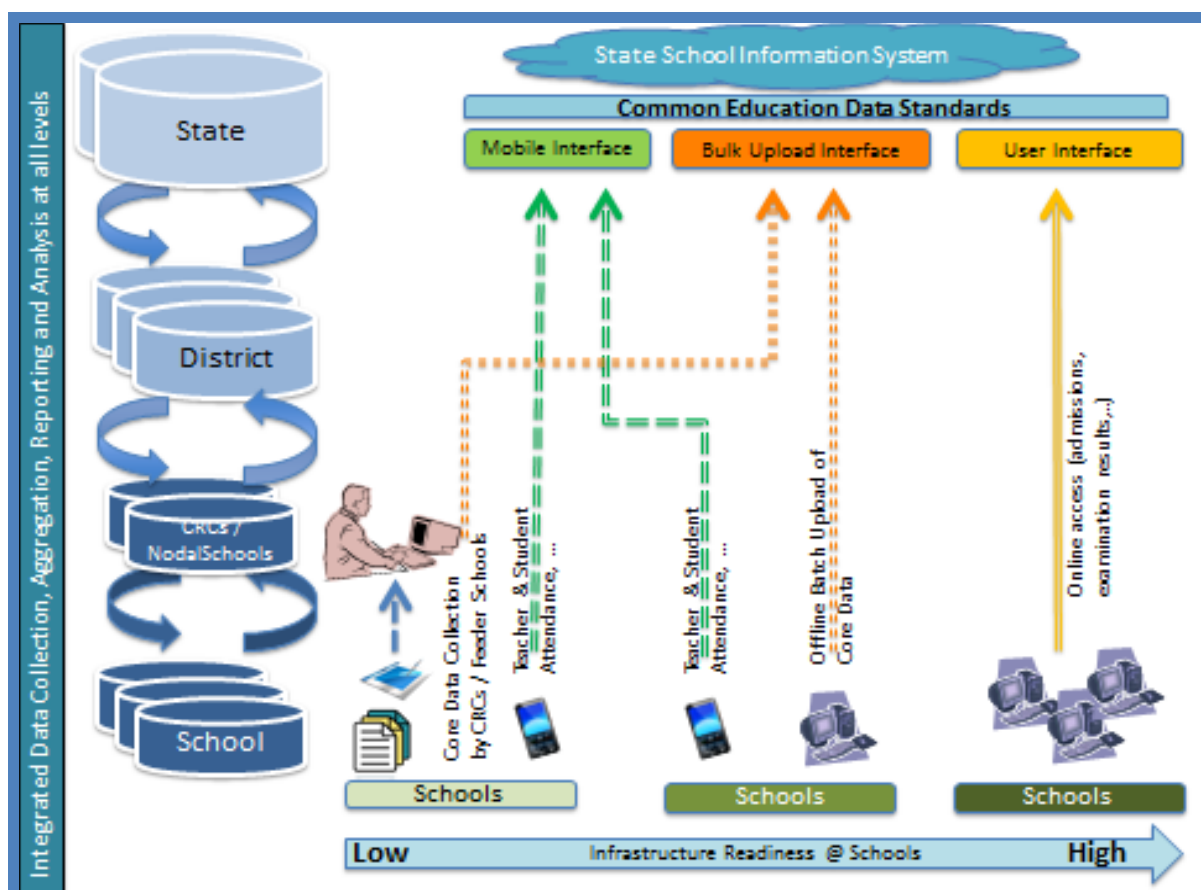 Integrated Data Collection, Aggregation, Reporting and Analysis at all levels
State School Information System
Common Education Data Standards
Mobile Interface
Bulk Upload Interface
User Interface
State
District
CRCs /
NodalSchools
School
Core Data Collection
by CRCs / Feeder Schools
Teacher & Student
Attendance, ...
Teacher & Student
Attendance, ...
Offline Batch Upload of
Core Data
Online access (admissions,
examination results,..)
Schools
Schools
Schools
Low
Infrastructure Readiness @ Schools
High